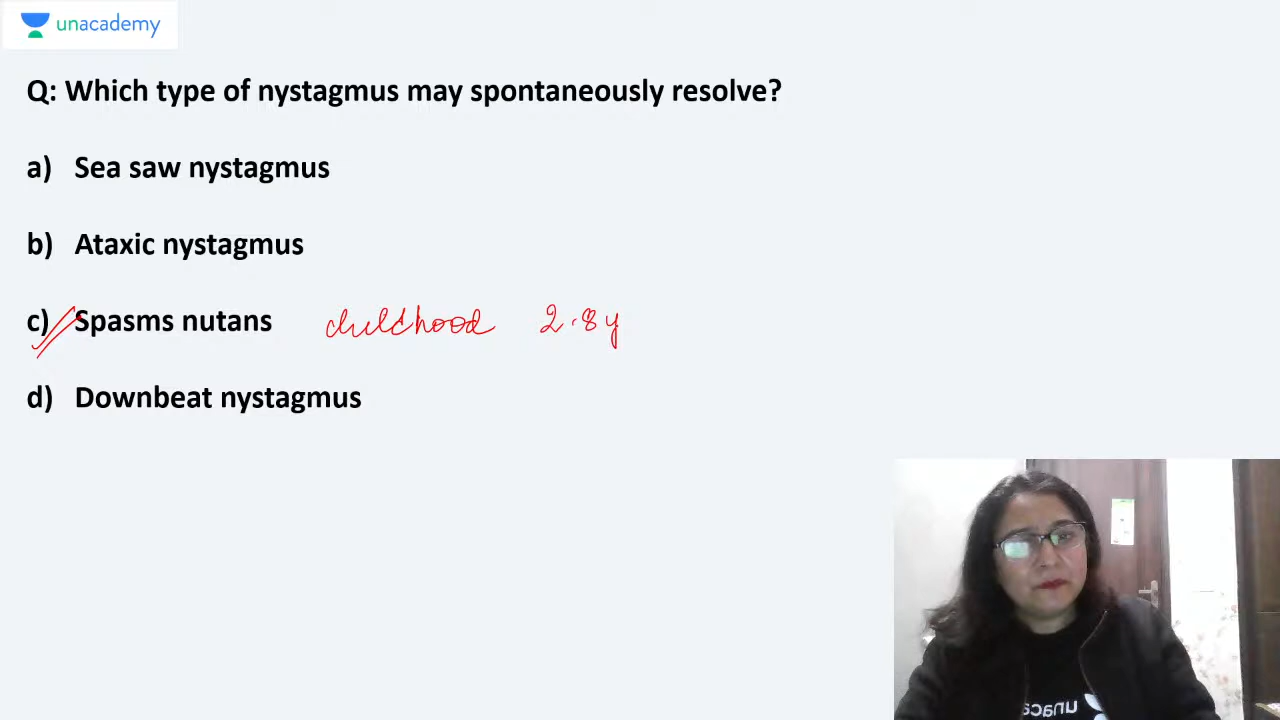 unacademy
Q: Which type of nystagmus may spontaneously resolve?
a) Sea saw nystagmus
b) Ataxic nystagmus
c) Spasms nutans childhood 2.8y
d) Downbeat nystagmus
unaca